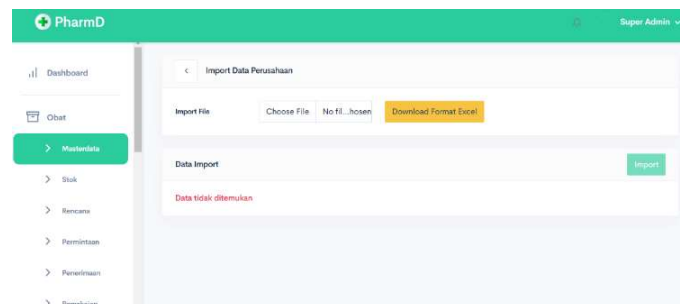 PharmD
Super Admin
Dashboard
Import Data Perusahaan
Import File
Choose File No fil...hosen
Download Format Excel
Obat
Masterdata
Data Import
Import
Stok
Data tidak ditemukan
Rencana
Permintaan
Penerimaan